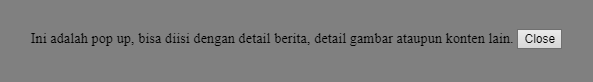 Ini adalah pop up, bisa diisi dengan detail berita, detail gambar ataupun konten lain. Close